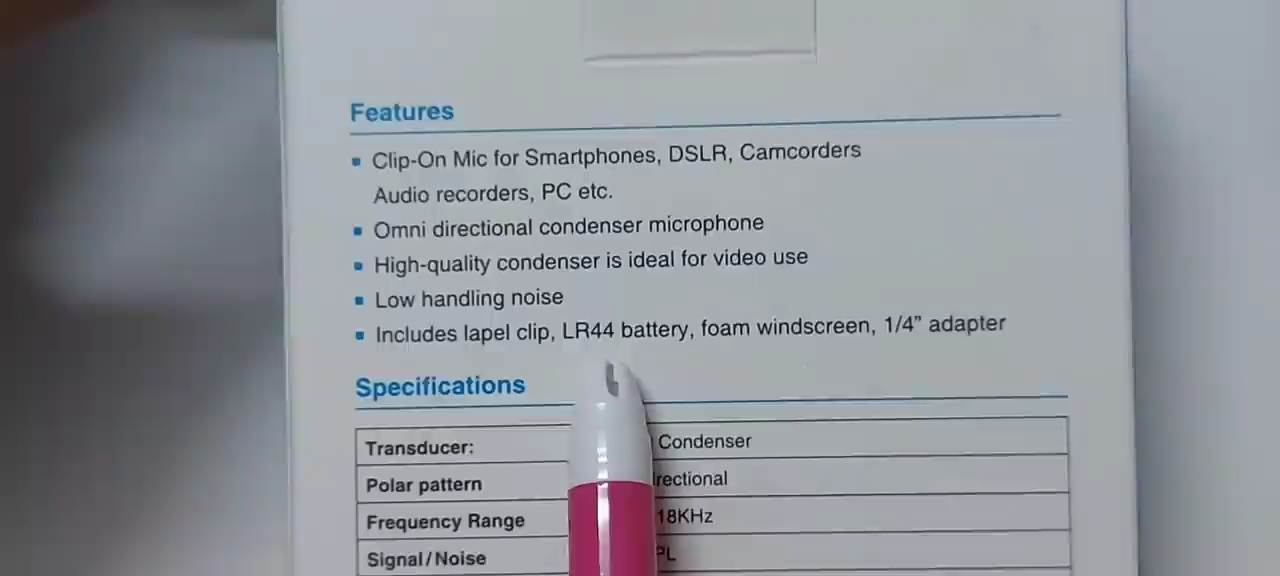 Features
Clip-On Mic for Smartphones, DSLR, Camcorders
Audio recorders, PC etc.
Omni directional condenser microphone
High-quality condenser is ideal for video use
Low handling noise
Includes lapel clip, LR44 battery, foam windscreen, 1/4” adapter
Specifications
Transducer: Condenser
Polar pattern
Frequency Range 18KHz
Signal/Noise